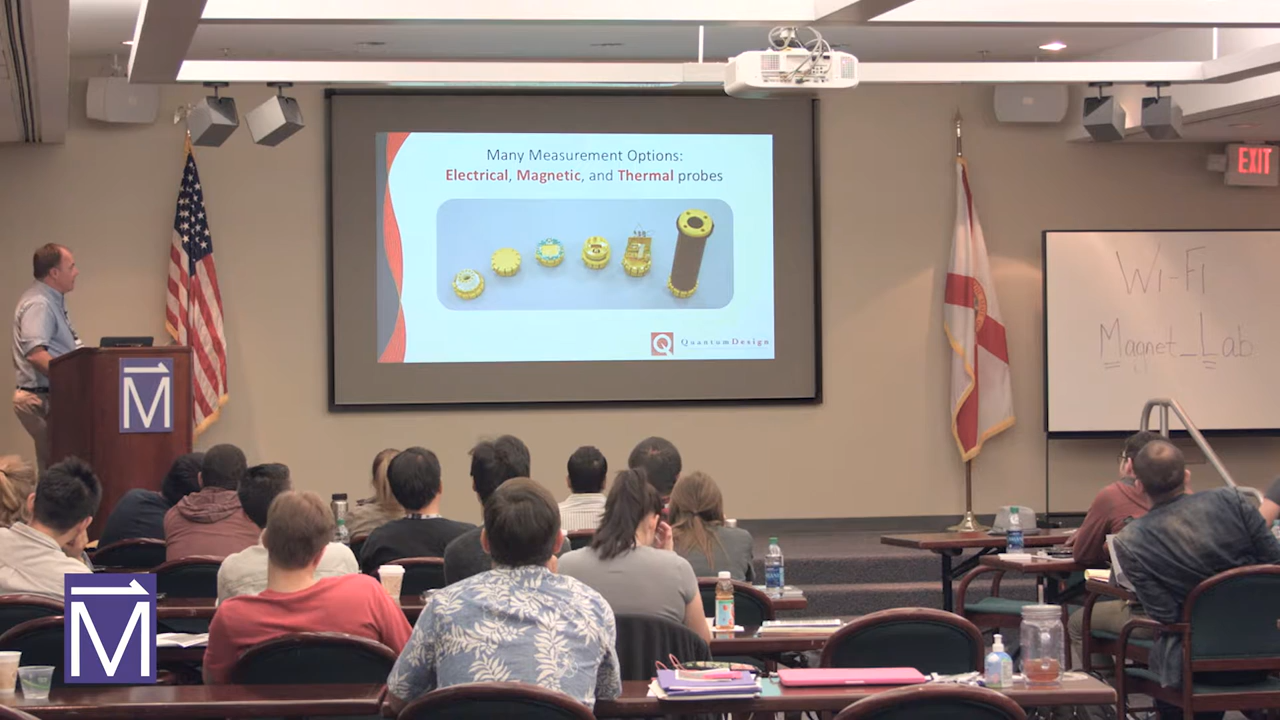 Many Measurement Options:
Electrical, Magnetic, and Thermal probes
Q QuantumDesign
EXIT
Wi-Fi
Magnet_Lab
M
M